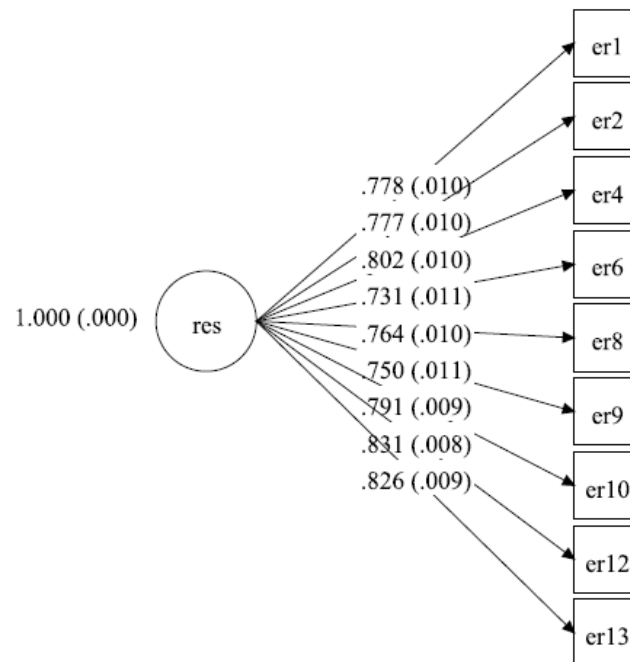 er1
er2
er4
er6
er8
er9
er10
er12
er13
.778 (.010)
.777 (.010)
.802 (.010)
.731 (.011)
.764 (.010)
.750 (.011)
.791 (.009)
.831 (.008)
.826 (.009)
1.000 (.000)
res